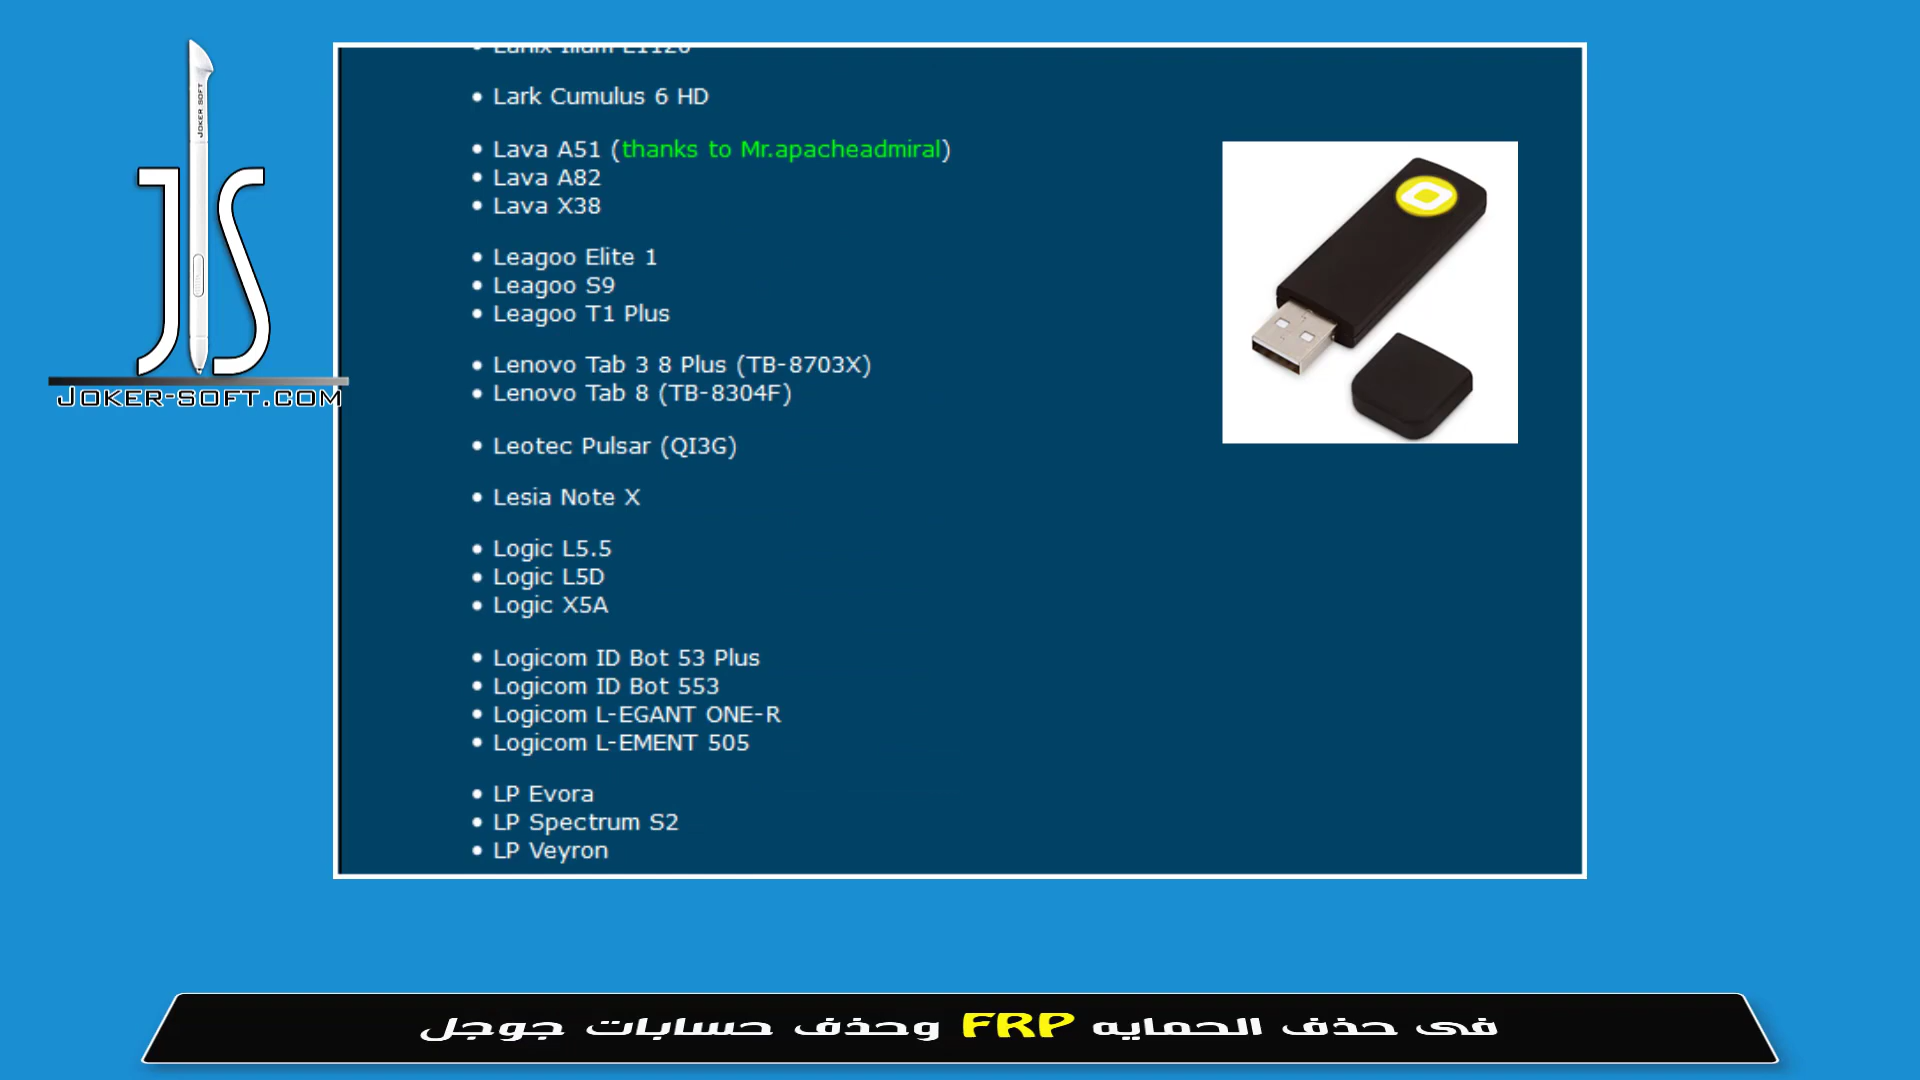 Lanix Ilium L1120
• Lark Cumulus 6 HD
• Lava A51 (thanks to Mr.apacheadmiral)
• Lava A82
• Lava X38
• Leagoo Elite 1
• Leagoo S9
• Leagoo T1 Plus
• Lenovo Tab 3 8 Plus (TB-8703X)
• Lenovo Tab 8 (TB-8304F)
• Leotec Pulsar (QI3G)
• Lesia Note X
• Logic L5.5
• Logic L5D
• Logic X5A
• Logicom ID Bot 53 Plus
• Logicom ID Bot 553
• Logicom L-EGANT ONE-R
• Logicom L-EMENT 505
• LP Evora
• LP Spectrum S2
• LP Veyron
JOKER SOFT
JS
JOKER-SOFT.COM
فى حذف الحمايه FRP وحذف حسابات جوجل